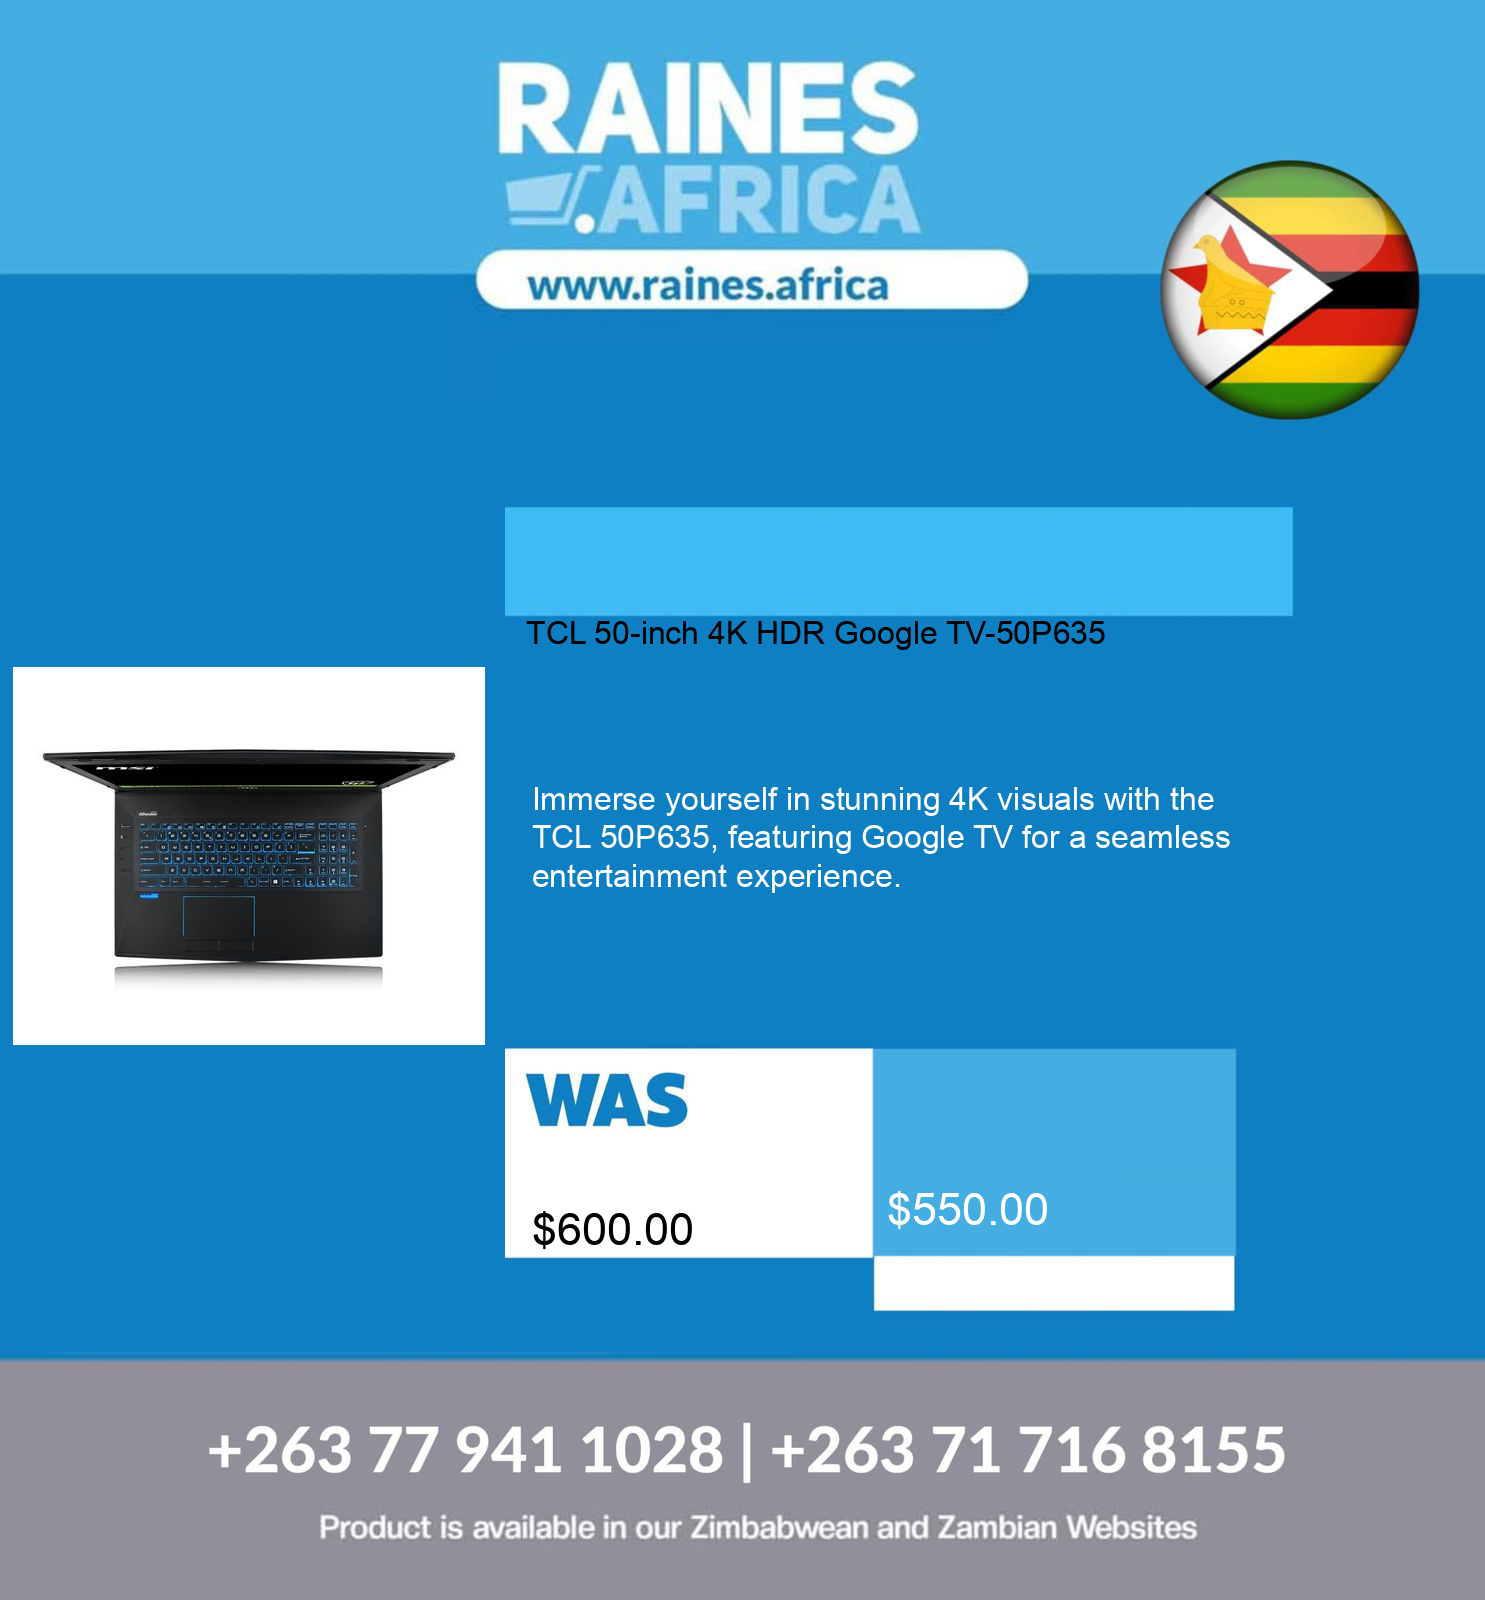 RAINES
.AFRICA
www.raines.africa
TCL 50-inch 4K HDR Google TV-50P635
msi
Immerse yourself in stunning 4K visuals with the
TCL 50P635, featuring Google TV for a seamless
entertainment experience.
WAS
$600.00
$550.00
+263 77 941 1028 | +263 71 716 8155
Product is available in our Zimbabwean and Zambian Websites